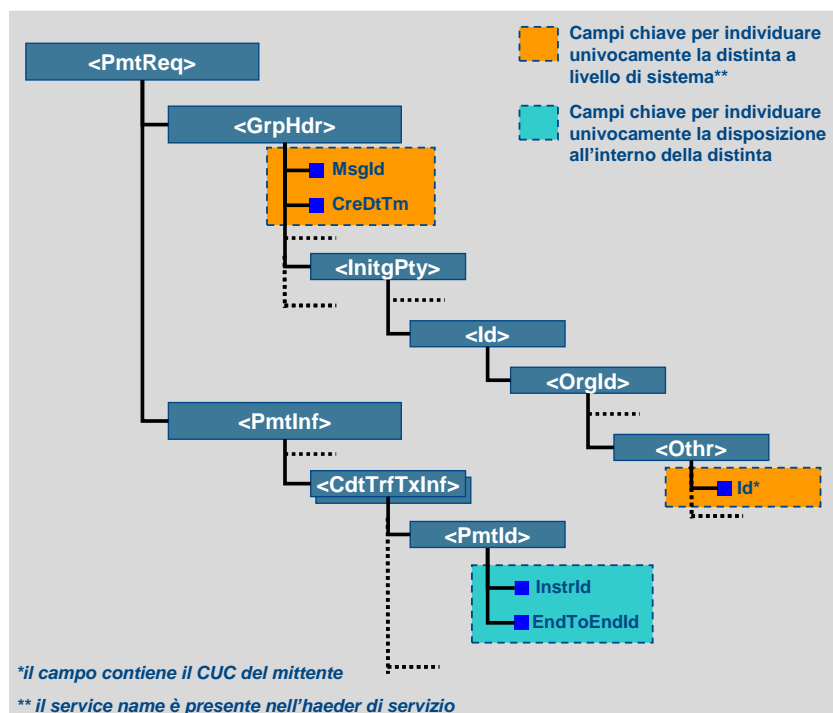 Campi chiave per individuare
univocamente la distinta a
livello di sistema**
Campi chiave per individuare
univocamente la disposizione
all'interno della distinta
<PmtReq>
<GrpHdr>
MsgId
CreDtTm
<InitgPty>
<Id>
<OrgId>
<Othr>
Id*
<PmtInf>
<CdtTrfTxInf>
<PmtId>
InstrId
EndToEndId
*il campo contiene il CUC del mittente
** il service name è presente nell'haeder di servizio